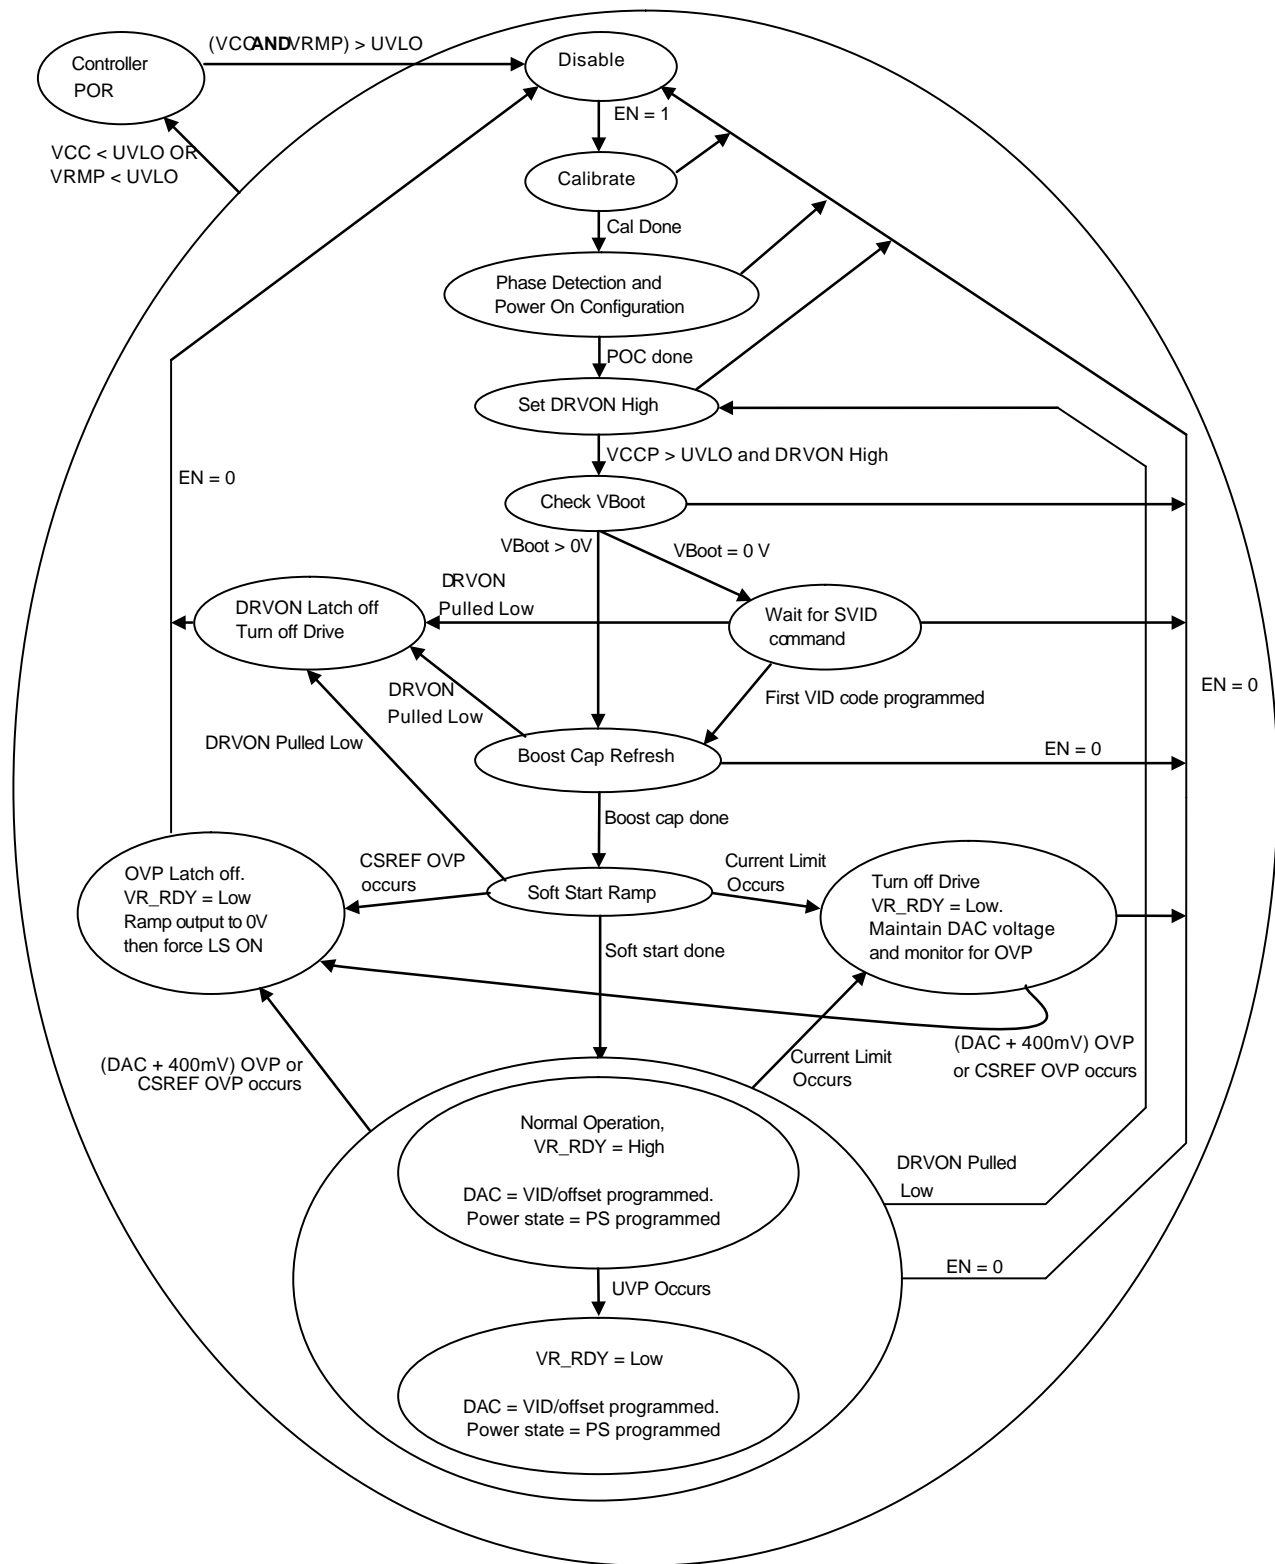 (VCC AND VRMP) > UVLO
Controller
POR
Disable
EN = 1
VCC < UVLO OR
VRMP < UVLO
Calibrate
Cal Done
Phase Detection and
Power On Configuration
POC done
Set DRVON High
VCCP > UVLO and DRVON High
EN = 0
Check VBoot
VBoot > 0V
VBoot = 0 V
DRVON
Pulled Low
DRVON Latch off
Turn off Drive
Wait for SVID
command
DRVON
Pulled Low
First VID code programmed
EN = 0
DRVON Pulled Low
Boost Cap Refresh
EN = 0
Boost cap done
OVP Latch off.
VR_RDY = Low
Ramp output to 0V
then force LS ON
CSREF OVP
occurs
Soft Start Ramp
Current Limit
Occurs
Turn off Drive
VR_RDY = Low.
Maintain DAC voltage
and monitor for OVP
Soft start done
(DAC + 400mV) OVP or
CSREF OVP occurs
Current Limit
Occurs
(DAC + 400mV) OVP
or CSREF OVP occurs
Normal Operation,
VR_RDY = High
DAC = VID/offset programmed.
Power state = PS programmed
DRVON Pulled
Low
EN = 0
UVP Occurs
VR_RDY = Low
DAC = VID/offset programmed.
Power state = PS programmed